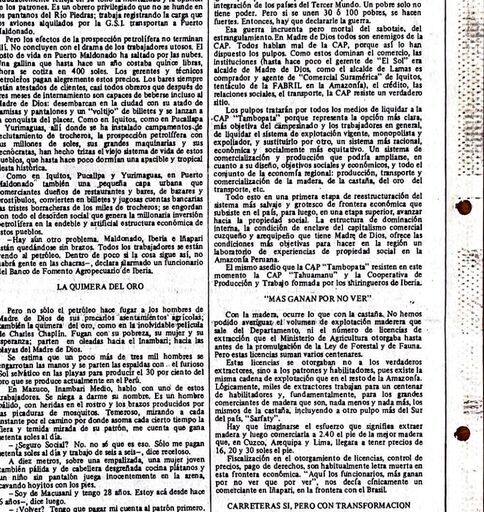 los patronos. Es un obrero privilegiado que no se hunde en
los pantanos del Río Piedras; trabaja registrando la carga que
los aviones alquilados por la G.S.I. transportan a Puerto
Maldonado.
Pero los efectos de la prospección petrolífera no terminan
allí. No concluyen con el drama de los trabajadores utosos. El
costo de vida en Puerto Maldonado ha saltado por las nubes.
Una gallina que hasta hace un año costaba quince libras,
ahora se cotiza en 400 soles. Los gerentes y técnicos
petroleros pagan alegremente estos precios. Los bares siempre
están atestados de clientes, casi todos obreros que después de
tres meses de internamiento son capaces de beberse incluso al
Madre de Dios: desembarcan en la ciudad con su atado de
camisas y pantalones y un "voltijo" de billetes y se lanzan a
la conquista del placer. Como en Iquitos, como en Pucallpa
y Yurimaguas, allí donde se ha instalado campamentos de
reclutamiento de trocheros, la prospección petrolífera con
sus millones de soles, sus grandes maquinarias y sus
tecnócratas, han hecho trizas el viejo sistema de vida de estos
pueblos, que hasta hace poco dormían una apacible y tropical
siesta histórica.
Como en Iquitos, Pucallpa y Yurimaguas, en Puerto
Maldonado también una pequeña capa urbana que
comerciantes dueños de restaurantes y bares, de bazares y
prostíbulos, convierten en billetes y jugosas cuentas bancarias
las tristes borracheras de los miles de trocheros; se engordan
con todo el desorden social que genera la millonaria inversión
petrolífera en la endeble y artificial estructura económica de
estos pueblos.
—Hay aún otro problema. Maldonado, Iberia e Iñapari
están quedándose sin brazos. Todos los trabajadores se están
yendo al petróleo. Dentro de poco si la cosa sigue así, no
habrá gente en las chacras—, declara alarmado un funcionario
del Banco de Fomento Agropecuario de Iberia.
LA QUIMERA DEL ORO
Pero no sólo el petróleo hace fugar a los hombres de
Madre de Dios de sus precarios asentamientos agrícolas;
también la quimera del oro, como en la inolvidable película
de Charles Chaplin. Fugan con su pobreza, su mujer y su
esperanza; parten en oleadas hacia el Inambari; hacia las
playas del Madre de Dios.
Se estima que un poco más de tres mil hombres se
engarrotan las manos y se parten las espaldas con el furioso
Sol selvático en las playas para producir el 30 por ciento del
oro que se produce actualmente en el Perú.
En Mazuco, Inambari Medio, hablo con uno de estos
trabajadores. Se niega a darme su nombre. Es un hombre
pálido, con heridas en el rostro y los brazos producidos por
las picaduras de mosquitos. Temeroso, mirando a cada
instante por el camino por donde asoma cada cierto tiempo la
fiera y temida mirada de su patrón, me cuenta que gana
setenta soles al día.
—¿Seguro Social? No. no sé que es eso. Sólo me pagan
setenta soles al día y trabajo de seis a seis—, dice receloso.
A diez metros, sobre una empalizada, una mujer joven
también pálida y de cabellera desgreñada cocina plátanos y
un niño sin pantalón juega inocentemente en la arena,
cavando hoyitos con los pies.
—Soy de Macusani y tengo 28 años. Estoy acá desde hace
6 años—, dice luego.
—¿Volver? Tengo que pagar mi cuenta al patrón primero,
integración de los países del Tercer Mundo. Un pobre solo no
tiene poder. Pero si se unen 30 ó 100 pobres, se hacen
fuertes. Entonces, hay que declararle la guerra.
Esa guerra incruenta pero mortal del sabotaje, del
estrangulamiento. En Madre de Dios todos son enemigos de la
CAP. Todos hablan mal de la CAP, porque así lo han
dispuesto los pulpos. Como estos dominan el comercio, las
instituciones (hasta hace poco el gerente de "El Sol" era
alcalde de Madre de Dios, como el alcalde de Lamas es
comprador y agente de "Comercial Suramérica" de Iquitos,
tentáculo de la FABRIL en la Amazonía), el crédito, las
relaciones sociales, el transporte, la CAP resiste un verdadero
sitio.
Los pulpos tratarán por todos los medios de liquidar a la
CAP "Tambopata" porque representa la opción más clara,
más objetiva del campesinado y los trabajadores en general,
de liquidar el sistema de explotación vigente, monopolista y
expoliador, y sustituirlo por otro, un sistema más racional,
económica y socialmente más equitativo. Un sistema de
comercialización y producción que podría ampliarse, en
cuanto a su diseño, objetivos sociales y económicos, y todo el
conjunto de la economía regional: producción, transporte y
comercialización de la madera, de la castaña, del oro del
transporte, etc.
Todo esto en una primera etapa de reestructuración del
sistema más salvaje y grosero de frontera económica que
subsiste en el país, para luego, en una etapa superior, avanzar
hacia la propiedad social. La estructura de dominación
interna, la condición de enclave del capitalismo comercial
cuzqueño y arequipeño que tiene Madre de Dios, ofrece las
condiciones más objetivas para hacer en la región un
laboratorio de experiencias de propiedad social en la
Amazonía Peruana.
El mismo asedio que la CAP "Tambopata" resisten en este
momento la CAP "Tahuamanu" y la Cooperativa de
Producción y Trabajo formada por los shiringueros de Iberia.
"MAS GANAN POR NO VER"
Con la madera, ocurre lo que con la castaña. No hemos
podido averiguar el volumen de explotación maderera que
sale del Departamento, ni el número de licencias de
extracción que el Ministerio de Agricultura otorgaba hasta
antes de la promulgación de la Ley de Forestal y de Fauna.
Pero estas licencias suman varios centenares.
Estas licencias se otorgaban no a los verdaderos
extractores, sino a los patrones y habilitadores, pues existe la
misma cadena de explotación que en el resto de la Amazonía.
Lógicamente, miles de extractores trabajan para un centenar
de habilitadores y, fundamentalmente, para los grandes
comerciantes de madera que son, nada menos y nada más, los
mismos de la castaña, incluyendo a otro pulpo más del Sur del
país, "Sarfaty".
Hay que imaginarse el esfuerzo que significa extraer
madera y luego comerciarla a 2.40 el pie de la mejor madera
que, en Cuzco, Arequipa y Lima, llegara a tener precios de
16, 20 y 30 soles el pie.
Fiscalización en el otorgamiento de licencias, control de
precios, pago de derechos, son habitualmente letra muerta en
esta frontera económica. "Aquí los funcionarios, más ganan
por no ver que por ver", nos decía cínicamente un
comerciante en Iñapari, en la frontera con el Brasil.
CARRETERAS SI, PERO CON TRANSFORMACION